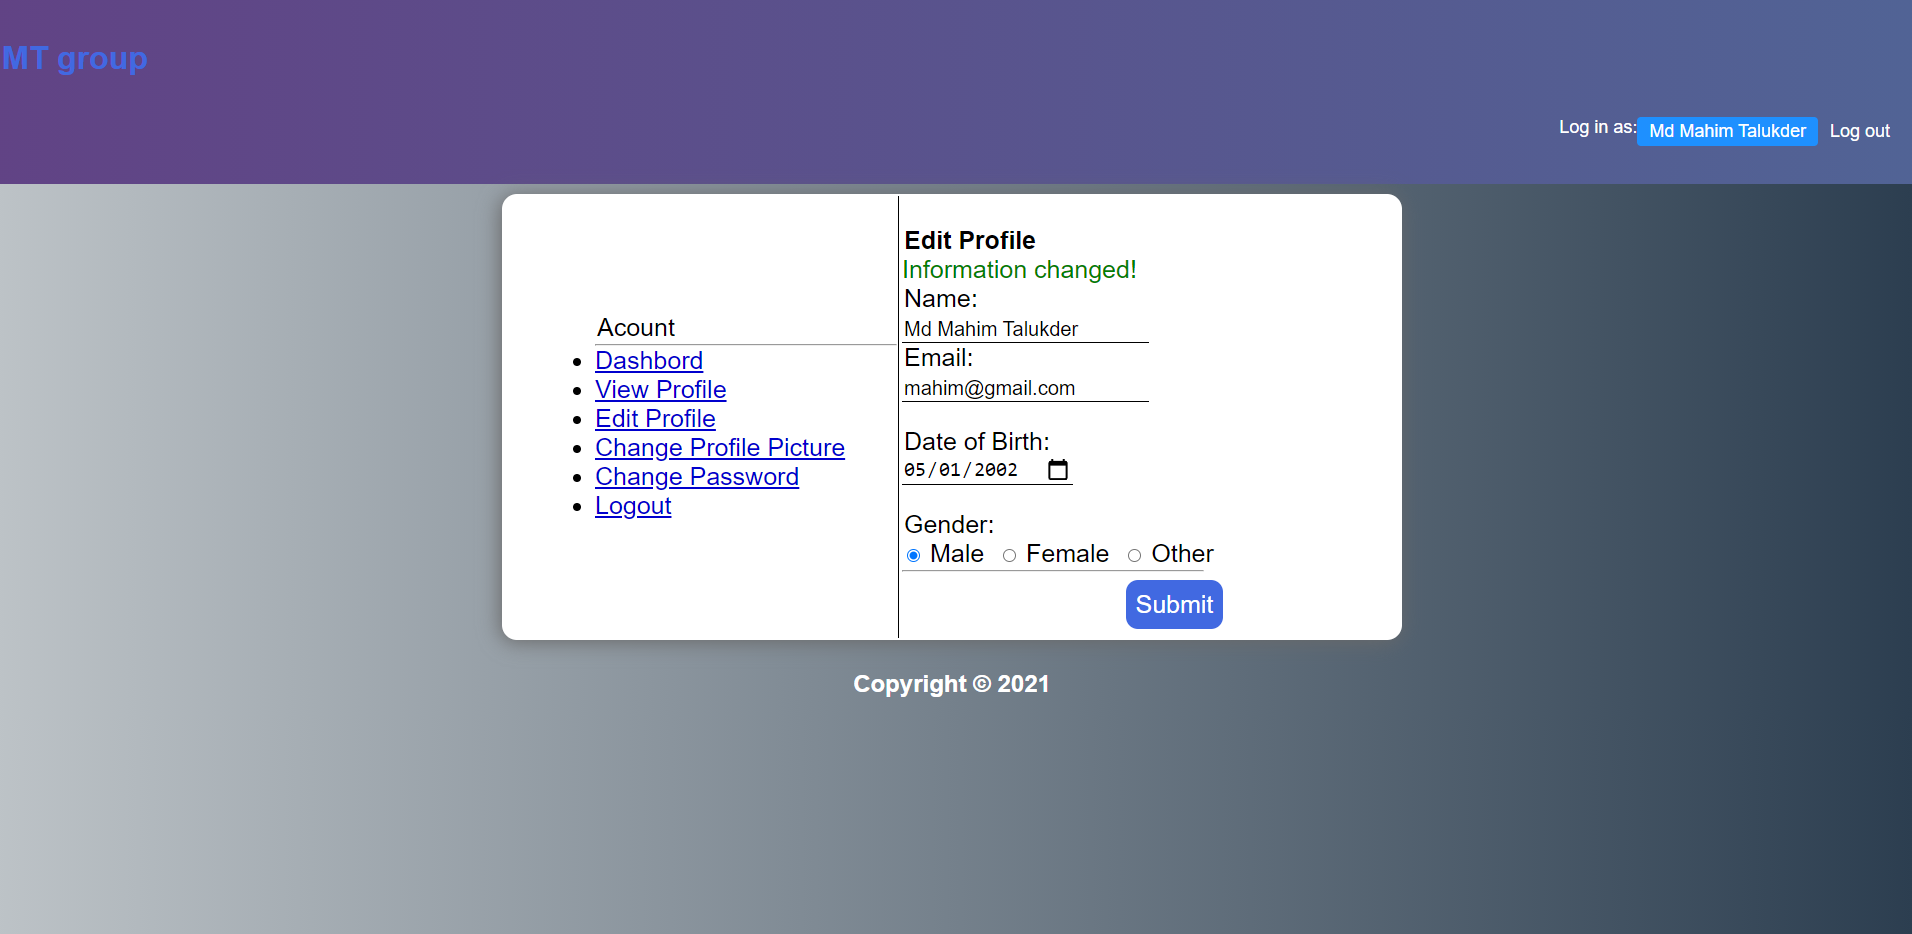 MT group
Log in as: Md Mahim Talukder Log out
Acount
Dashbord
View Profile
Edit Profile
Change Profile Picture
Change Password
Logout
Edit Profile
Information changed!
Name:
Md Mahim Talukder
Email:
mahim@gmail.com
Date of Birth:
05/01/2002
Gender:
Male Female Other
Submit
Copyright © 2021